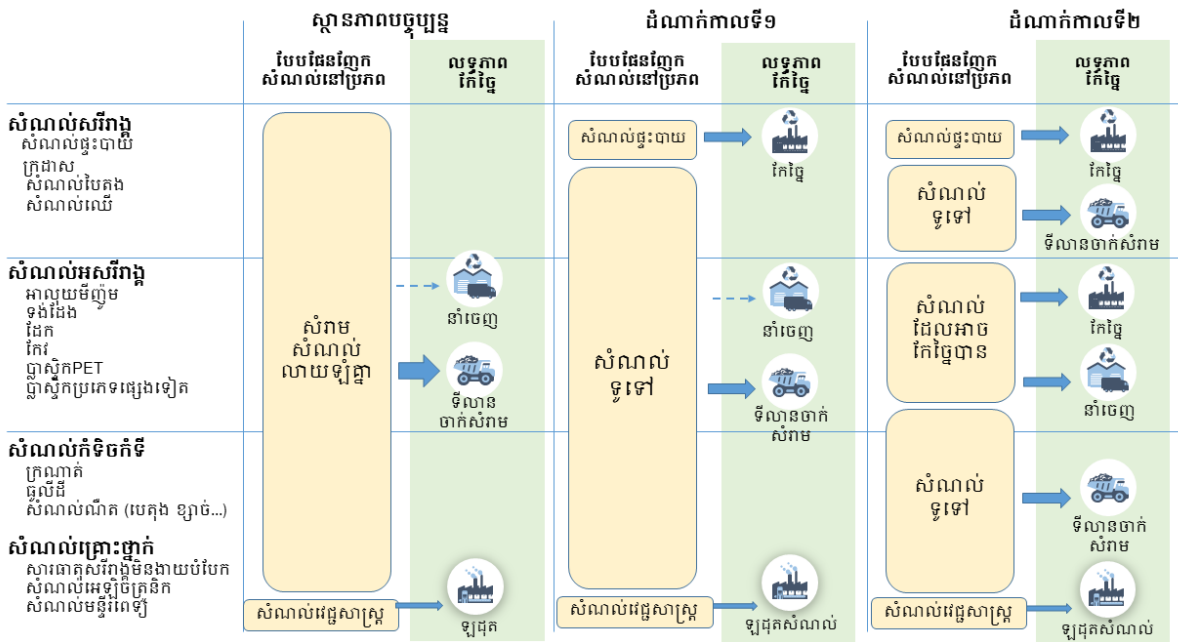 ស្ថានភាពបច្ចុប្បន្ន
ដំណាក់កាលទី១
ដំណាក់កាលទី២
បែបផែនញែក
សំណល់នៅប្រភព
លទ្ធភាព
កែច្នៃ
បែបផែនញែក
សំណល់នៅប្រភព
លទ្ធភាព
កែច្នៃ
បែបផែនញែក
សំណល់នៅប្រភព
លទ្ធភាព
កែច្នៃ
សំណល់សរីរាង្គ
សំណល់ផ្ទះបាយ
ក្រដាស
សំណល់បៃតង
សំណល់ឈើ
សំណល់អសរីរាង្គ
អាលុយមីញ៉ូម
ទង់ដែង
ដែក
កែវ
ប្លាស្ទិកPET
ប្លាស្ទិកប្រភេទផ្សេងទៀត
សំណល់កំទិចកំទី
ក្រណាត់
ធូលីដី
សំណល់ណឺត (បេតុង ខ្សាច់...)
សំណល់គ្រោះថ្នាក់
សារធាតុសរីរាង្គមិនងាយបំបែក
សំណល់អេឡិចត្រូនិក
សំណល់មន្ទីរពេទ្យ
សំរាម
សំណល់
លាយឡំគ្នា
នាំចេញ
ទីលាន
ចាក់សំរាម
សំណល់វេជ្ជសាស្ត្រ
ឡដុត
សំណល់ផ្ទះបាយ
កែច្នៃ
សំណល់
ទូទៅ
នាំចេញ
ទីលានចាក់
សំរាម
សំណល់វេជ្ជសាស្ត្រ
ឡដុតសំណល់
សំណល់ផ្ទះបាយ
កែច្នៃ
សំណល់
ទូទៅ
ទីលានចាក់សំរាម
សំណល់
ដែលអាច
កែច្នៃបាន
កែច្នៃ
នាំចេញ
សំណល់
ទូទៅ
ទីលានចាក់
សំរាម
សំណល់វេជ្ជសាស្ត្រ
ឡដុតសំណល់